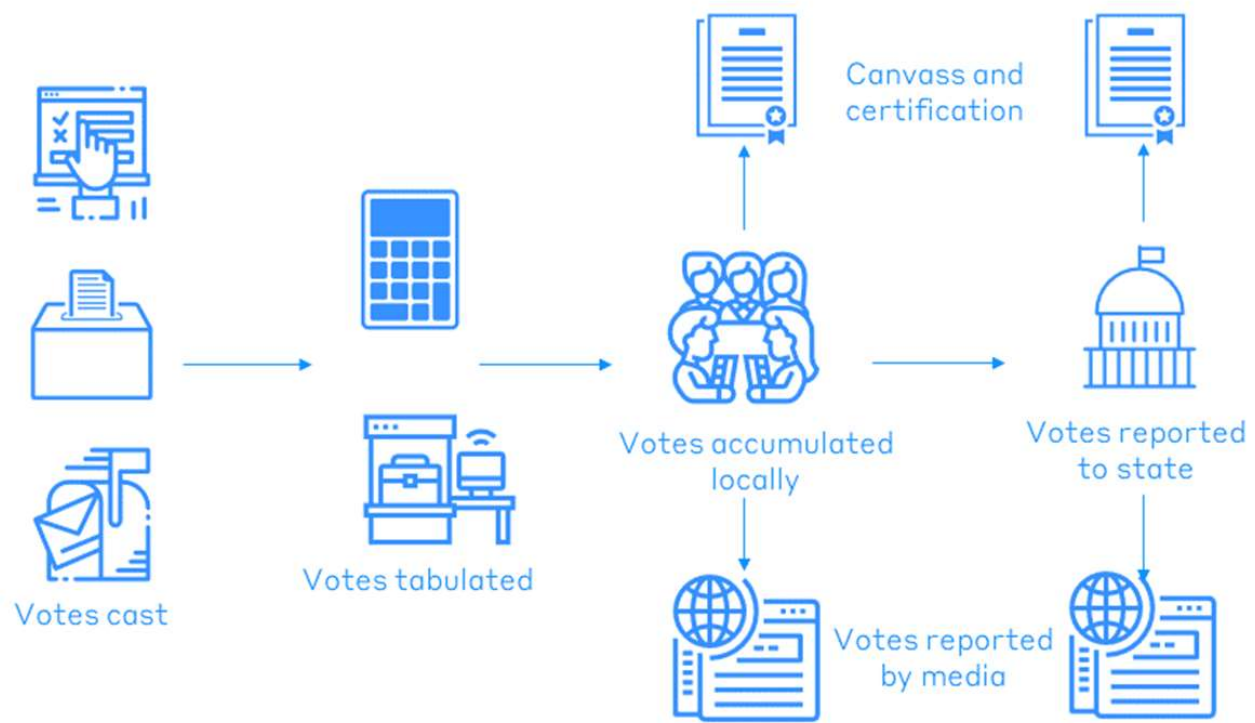 Canvass and
certification
Votes accumulated
locally
Votes reported
to state
Votes tabulated
Votes cast
Votes reported
by media